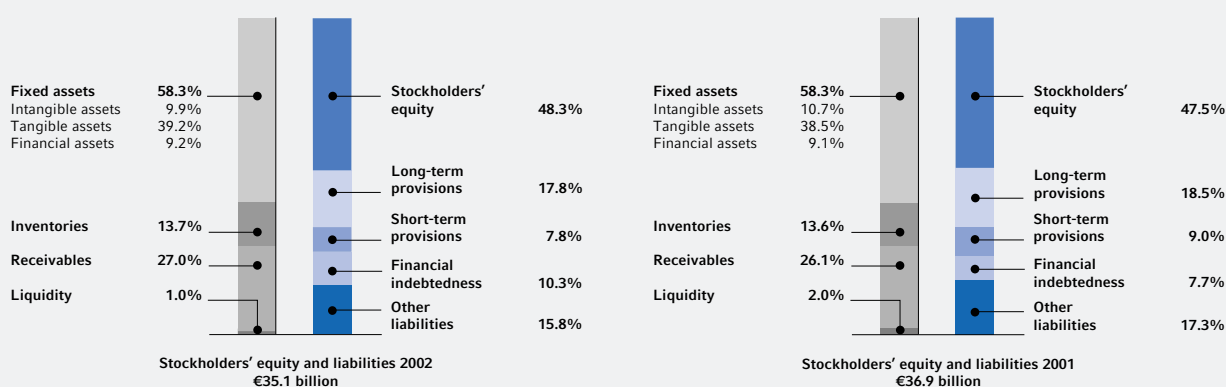 Fixed assets 58.3%
Intangible assets 9.9%
Tangible assets 39.2%
Financial assets 9.2%
Inventories 13.7%
Receivables 27.0%
Liquidity 1.0%
Stockholders'
equity 48.3%
Long-term
provisions 17.8%
Short-term
provisions 7.8%
Financial
indebtedness 10.3%
Other
liabilities 15.8%
Stockholders' equity and liabilities 2002
€35.1 billion
Fixed assets 58.3%
Intangible assets 10.7%
Tangible assets 38.5%
Financial assets 9.1%
Inventories 13.6%
Receivables 26.1%
Liquidity 2.0%
Stockholders'
equity 47.5%
Long-term
provisions 18.5%
Short-term
provisions 9.0%
Financial
indebtedness 7.7%
Other
liabilities 17.3%
Stockholders' equity and liabilities 2001
€36.9 billion